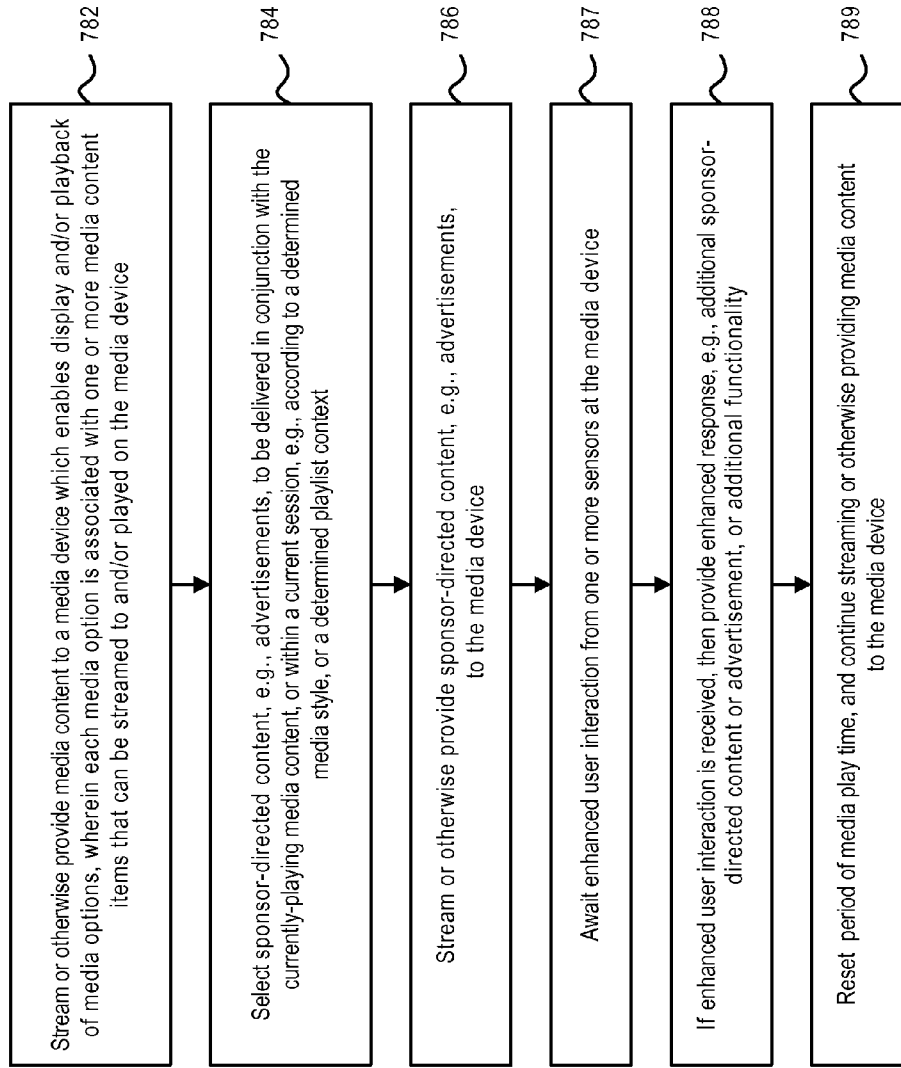 Stream or otherwise provide media content to a media device which enables display and/or playback
of media options, wherein each media option is associated with one or more media content
items that can be streamed to and/or played on the media device
782
Select sponsor-directed content, e.g., advertisements, to be delivered in conjunction with the
currently-playing media content, or within a current session, e.g., according to a determined
media style, or a determined playlist context
784
Stream or otherwise provide sponsor-directed content, e.g., advertisements,
to the media device
786
Await enhanced user interaction from one or more sensors at the media device
787
If enhanced user interaction is received, then provide enhanced response, e.g., additional sponsor-
directed content or advertisement, or additional functionality
788
Reset period of media play time, and continue streaming or otherwise providing media content
to the media device
789